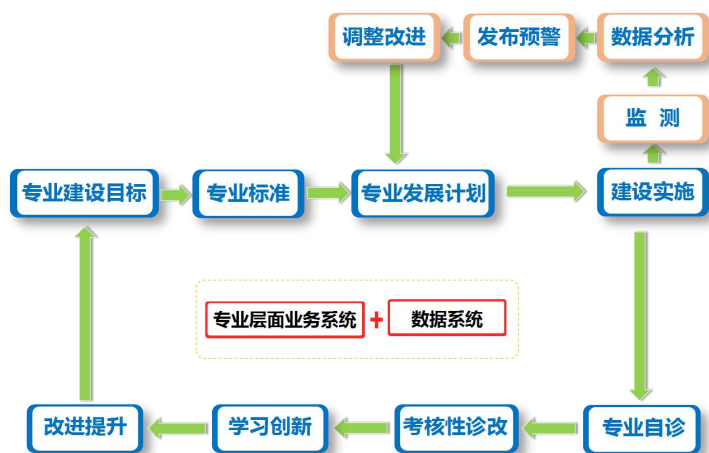 调整改进
发布预警
数据分析
监 测
专业建设目标
专业标准
专业发展计划
建设实施
专业层面业务系统
+
数据系统
改进提升
学习创新
考核性诊改
专业自诊